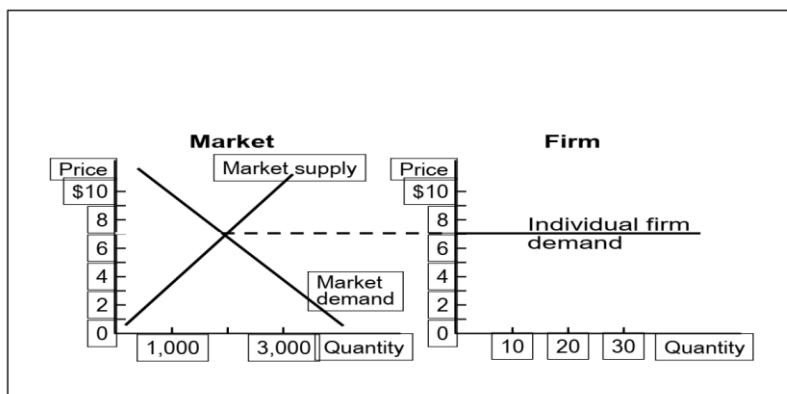 Market
Firm
Price
Market supply
Price
$10
$10
8
8
Individual firm
demand
6
6
4
Market
demand
4
2
2
0
0
1,000
3,000
Quantity
10
20
30
Quantity